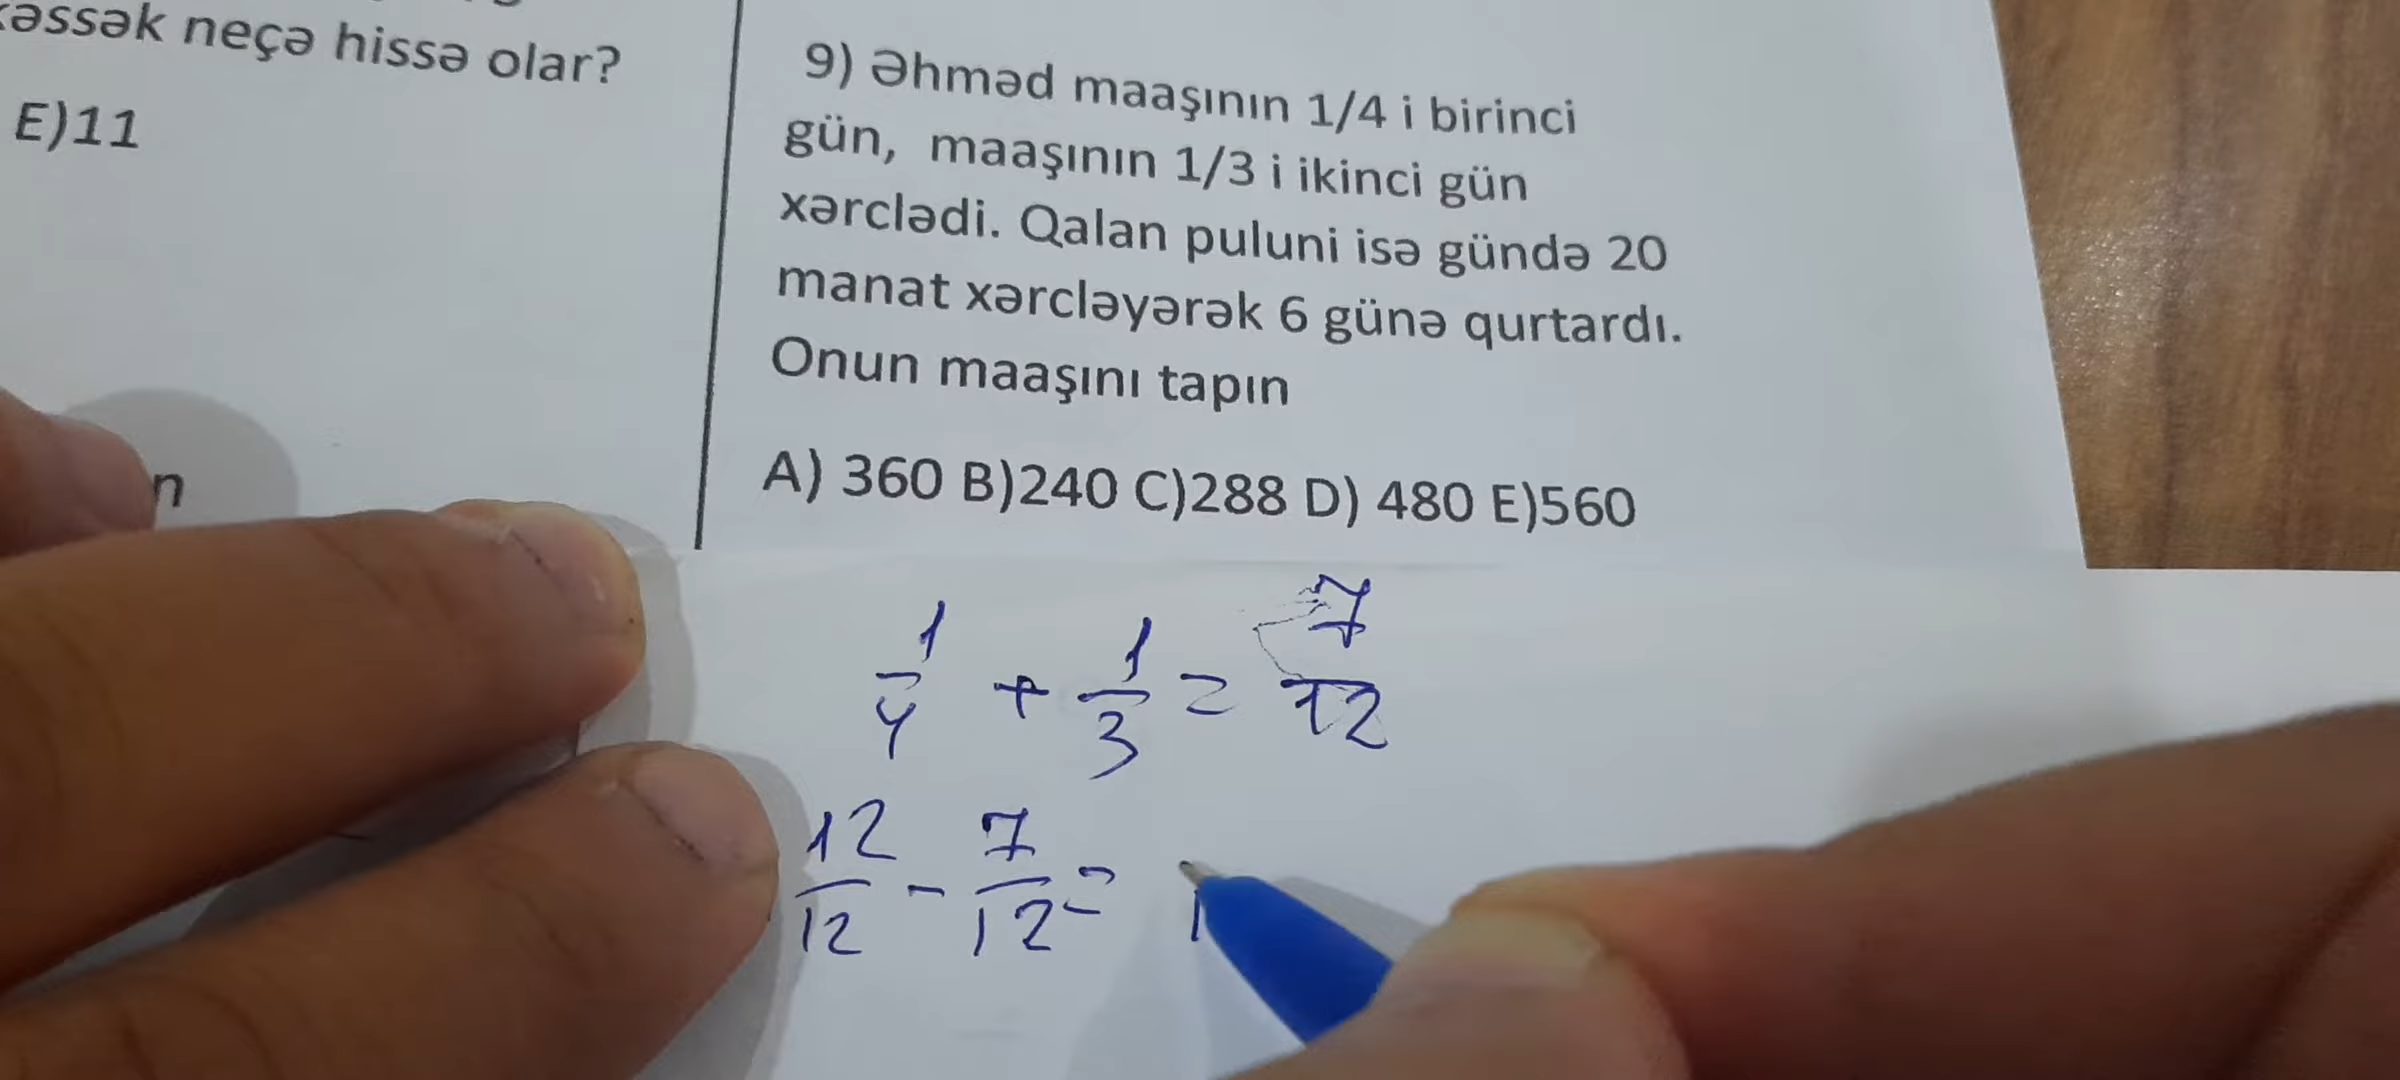 neçə hissə olar?
E)11
n
9) Əhməd maaşının 1/4 i birinci
gün, maaşının 1/3 i ikinci gün
xərclədi. Qalan puluni isə gündə 20
manat xərcləyərək 6 günə qurtardı.
Onun maaşını tapın
A) 360 B)240 C)288 D) 480 E)560
1/4 + 1/3 = 7/12
12/12 - 7/12 =